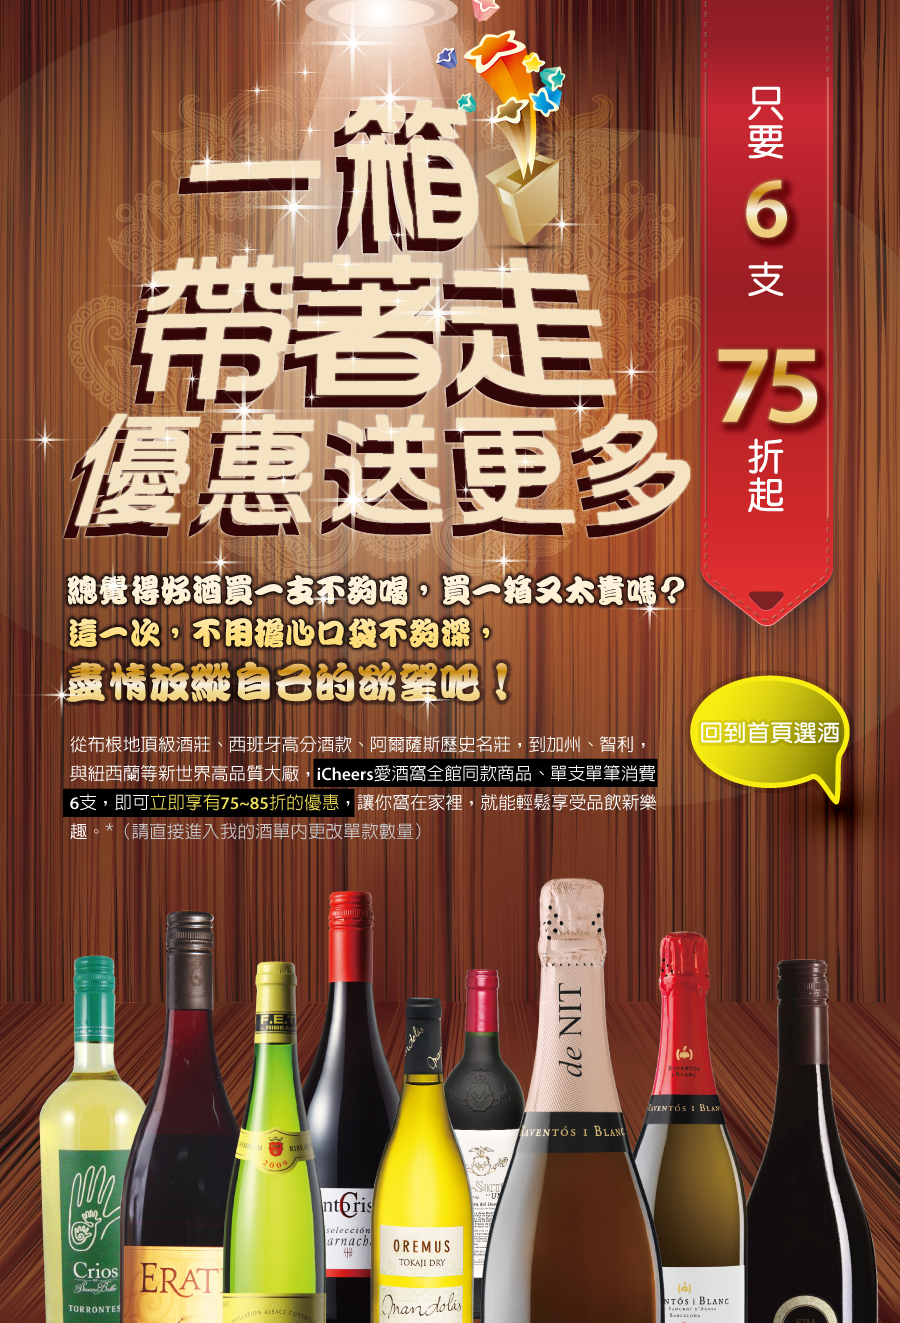 一箱
帶著走
優惠送更多
只要
6
支
75
折起
總覺得好酒買一支不夠喝，買一箱又太貴嗎？
這一次，不用擔心口袋不夠深，
盡情放縱自己的欲望吧！
回到首頁選酒
從布根地頂級酒莊、西班牙高分酒款、阿爾薩斯歷史名莊，到加州、智利，
與紐西蘭等新世界高品質大廠，iCheers愛酒窩全館同款商品、單支單筆消費
6支，即可立即享有75~85折的優惠，讓你窩在家裡，就能輕鬆享受品飲新樂
趣。*（請直接進入我的酒單內更改單款數量）
Crios
TORRONTES
ERAT
F.E.T
RIBEAU
2009
ntCris
selección
arnach
OREMUS
TOKAJI DRY
Mandolás
de NIT
RAVENTÓS I BLANC
AVENTÓS I BLAN
NTÓS I BLANC
BARCELONA